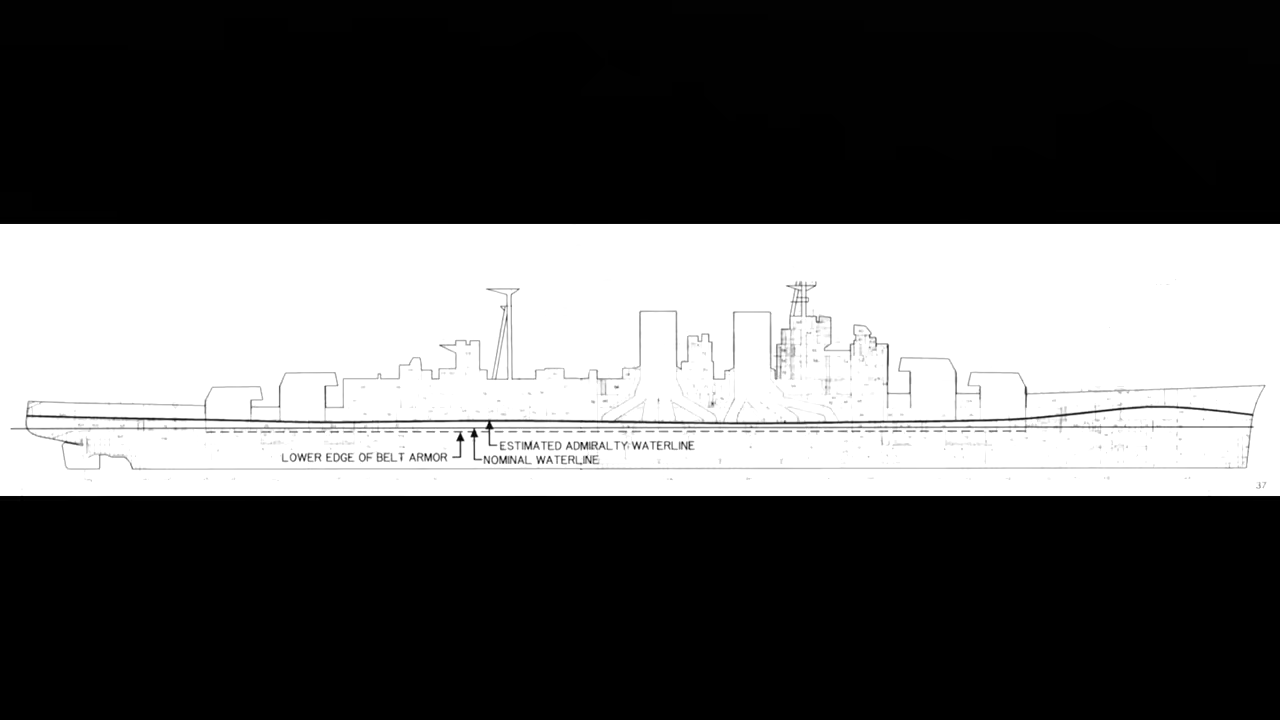 ESTIMATED ADMIRALTY WATERLINE
LOWER EDGE OF BELT ARMOR
NOMINAL WATERLINE
37